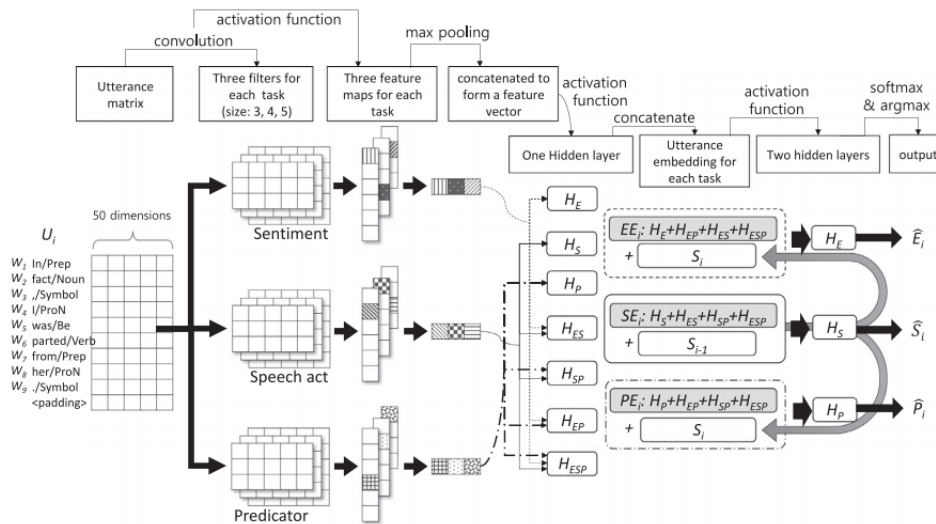 activation function
convolution
max pooling
Utterance matrix
Three filters for each task (size: 3, 4, 5)
Three feature maps for each task
concatenated to form a feature vector
activation function
concatenate
activation function
softmax & argmax
One Hidden layer
Utterance embedding for each task
Two hidden layers
output
50 dimensions
U_i
W_1 In/Prep
W_2 fact/Noun
W_3 ,/Symbol
W_4 I/ProN
W_5 was/Be
W_6 parted/Verb
W_7 from/Prep
W_8 her/ProN
W_9 ./Symbol
<padding>
Sentiment
Speech act
Predicator
H_E
H_S
H_P
H_ES
H_SP
H_EP
H_ESP
EE_i: H_E+H_EP+H_ES+H_ESP
+ S_i
H_E
Ê_i
SE_i: H_S+H_ES+H_SP+H_ESP
+ S_i-1
H_S
Ŝ_i
PE_i: H_P+H_EP+H_SP+H_ESP
+ S_i
H_P
P̂_i